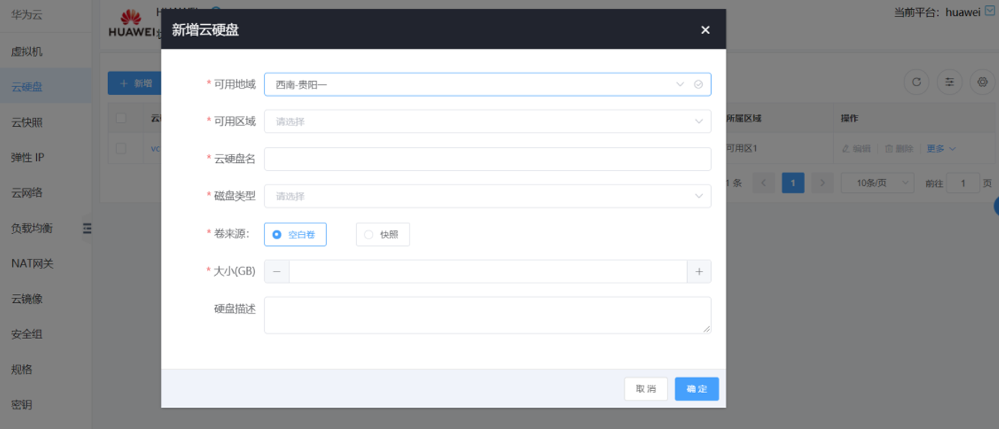 华为云
当前平台：huawei
HUAWEI
新增云硬盘
虚拟机
云硬盘
云快照
弹性 IP
云网络
负载均衡
NAT网关
云镜像
安全组
规格
密钥
+ 新增
* 可用地域 西南-贵阳一
* 可用区域 请选择
* 云硬盘名
* 磁盘类型 请选择
* 卷来源： 空白卷 快照
* 大小(GB) − +
硬盘描述
取消 确定
所属区域 操作
vc 可用区1 编辑 删除 更多
1 条 < 1 > 10条/页 前往 1 页